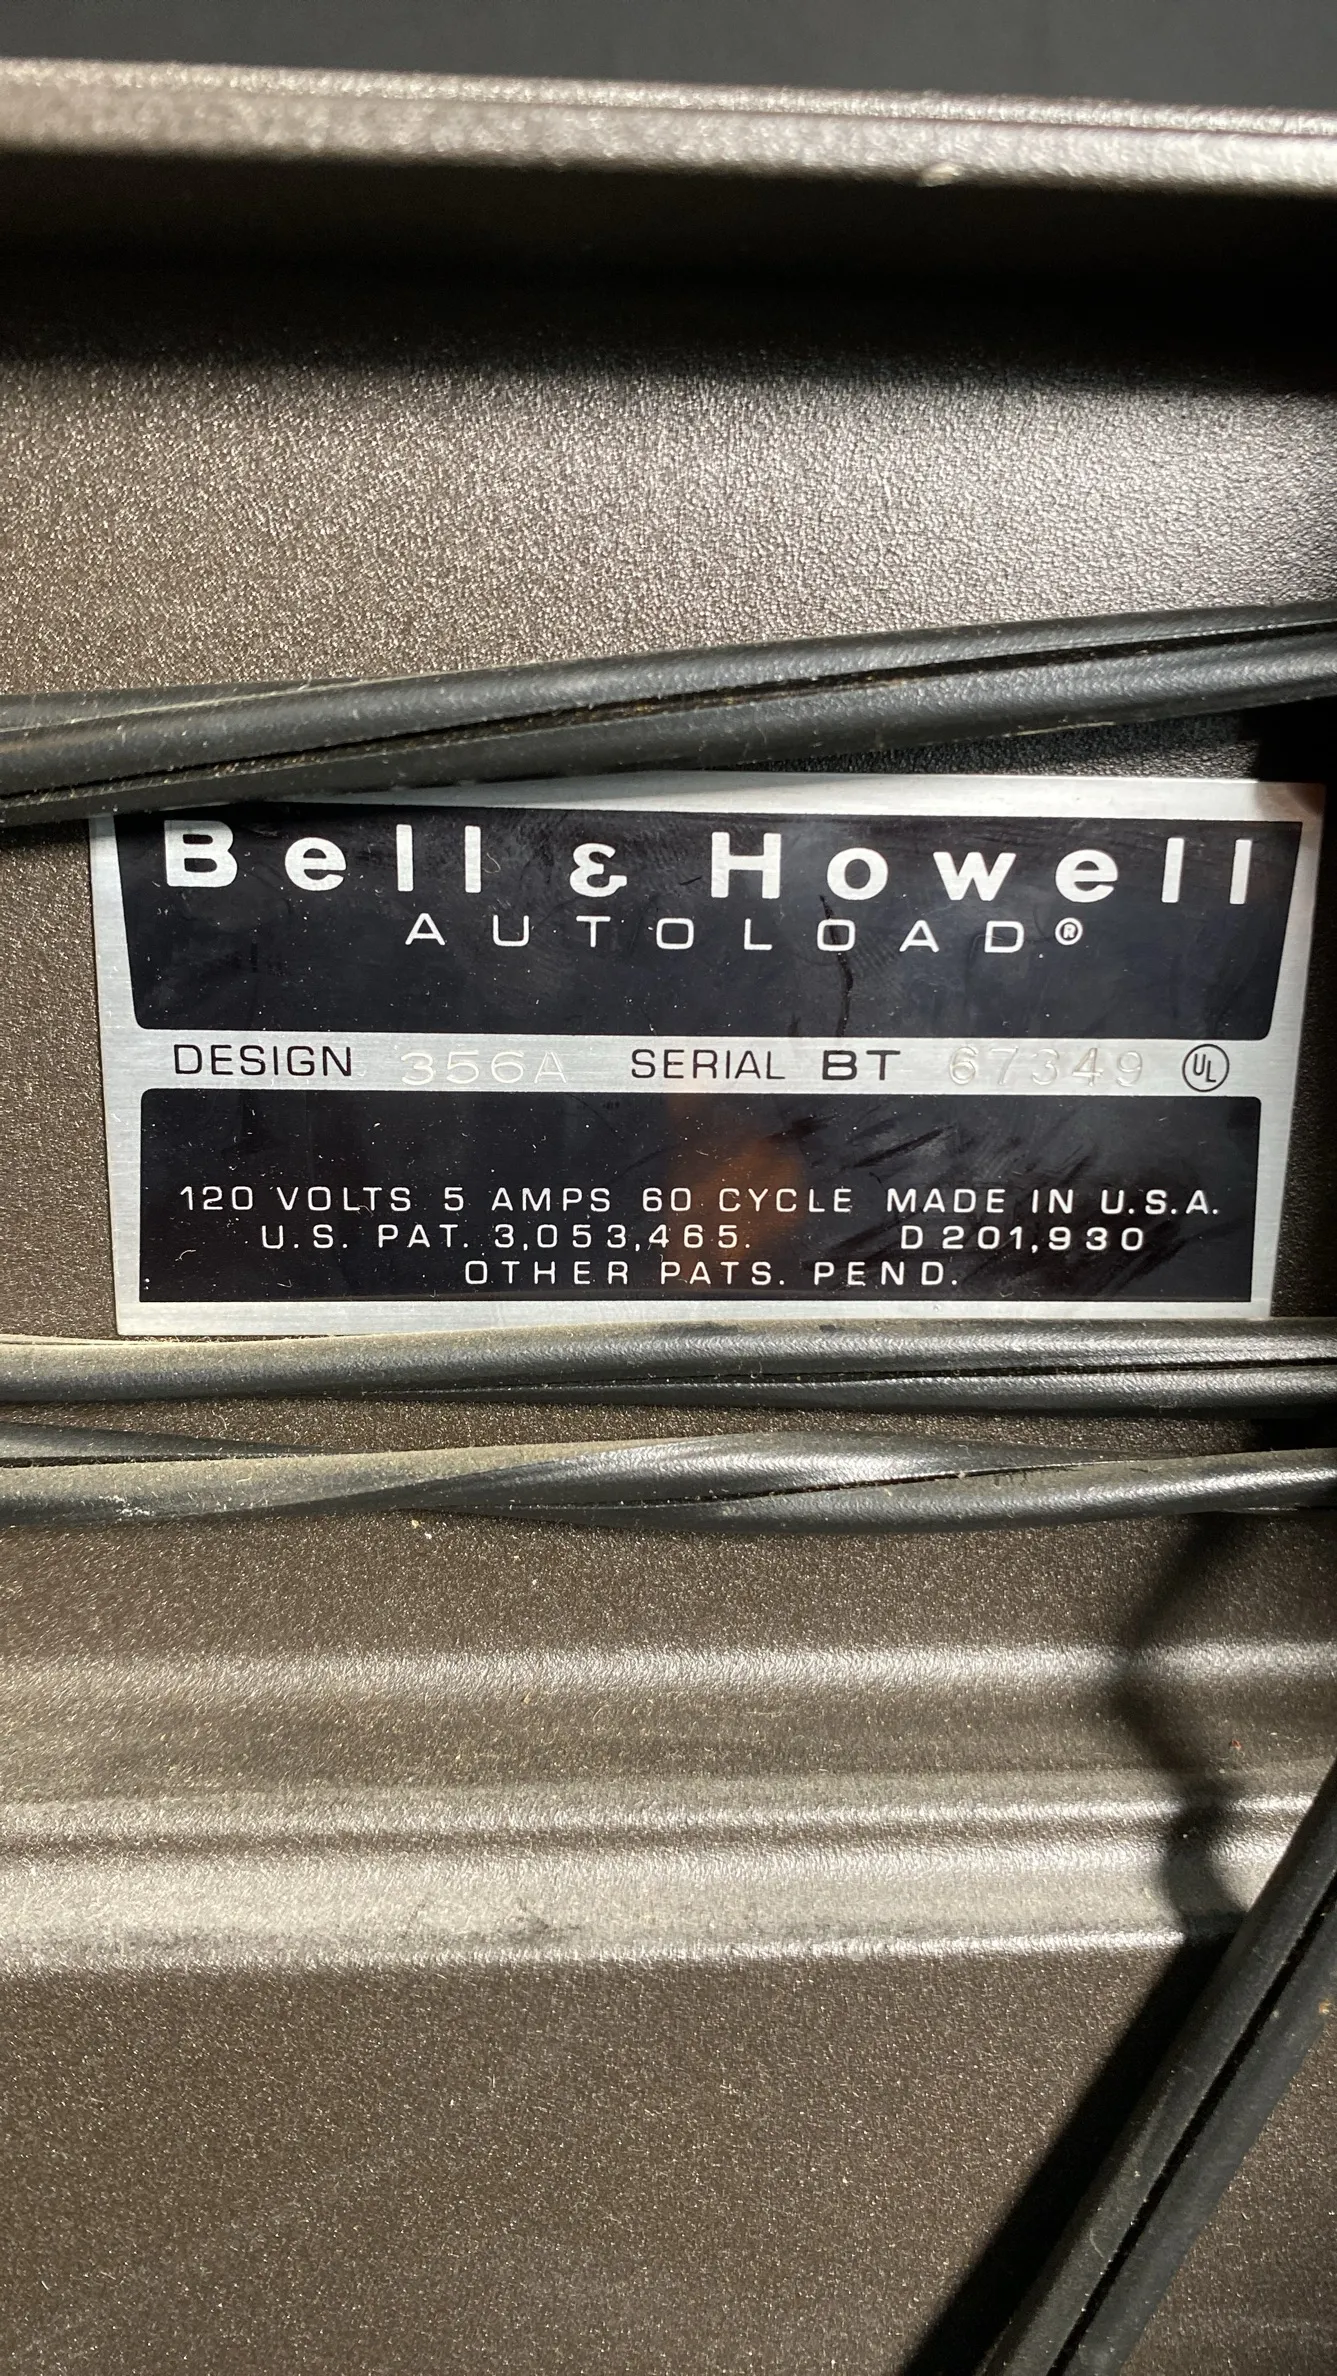 Bell & Howell
AUTOLOAD®
DESIGN 356A SERIAL BT 67349 UL
120 VOLTS 5 AMPS 60 CYCLE MADE IN U.S.A.
U.S. PAT. 3,053,465. D201,930
OTHER PATS. PEND.